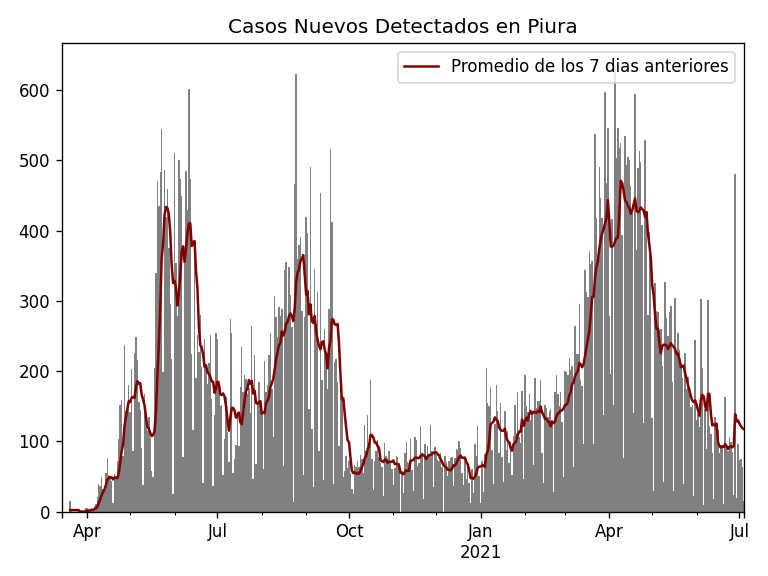 Casos Nuevos Detectados en Piura
Promedio de los 7 dias anteriores
600
500
400
300
200
100
0
Apr Jul Oct Jan Apr Jul
2021